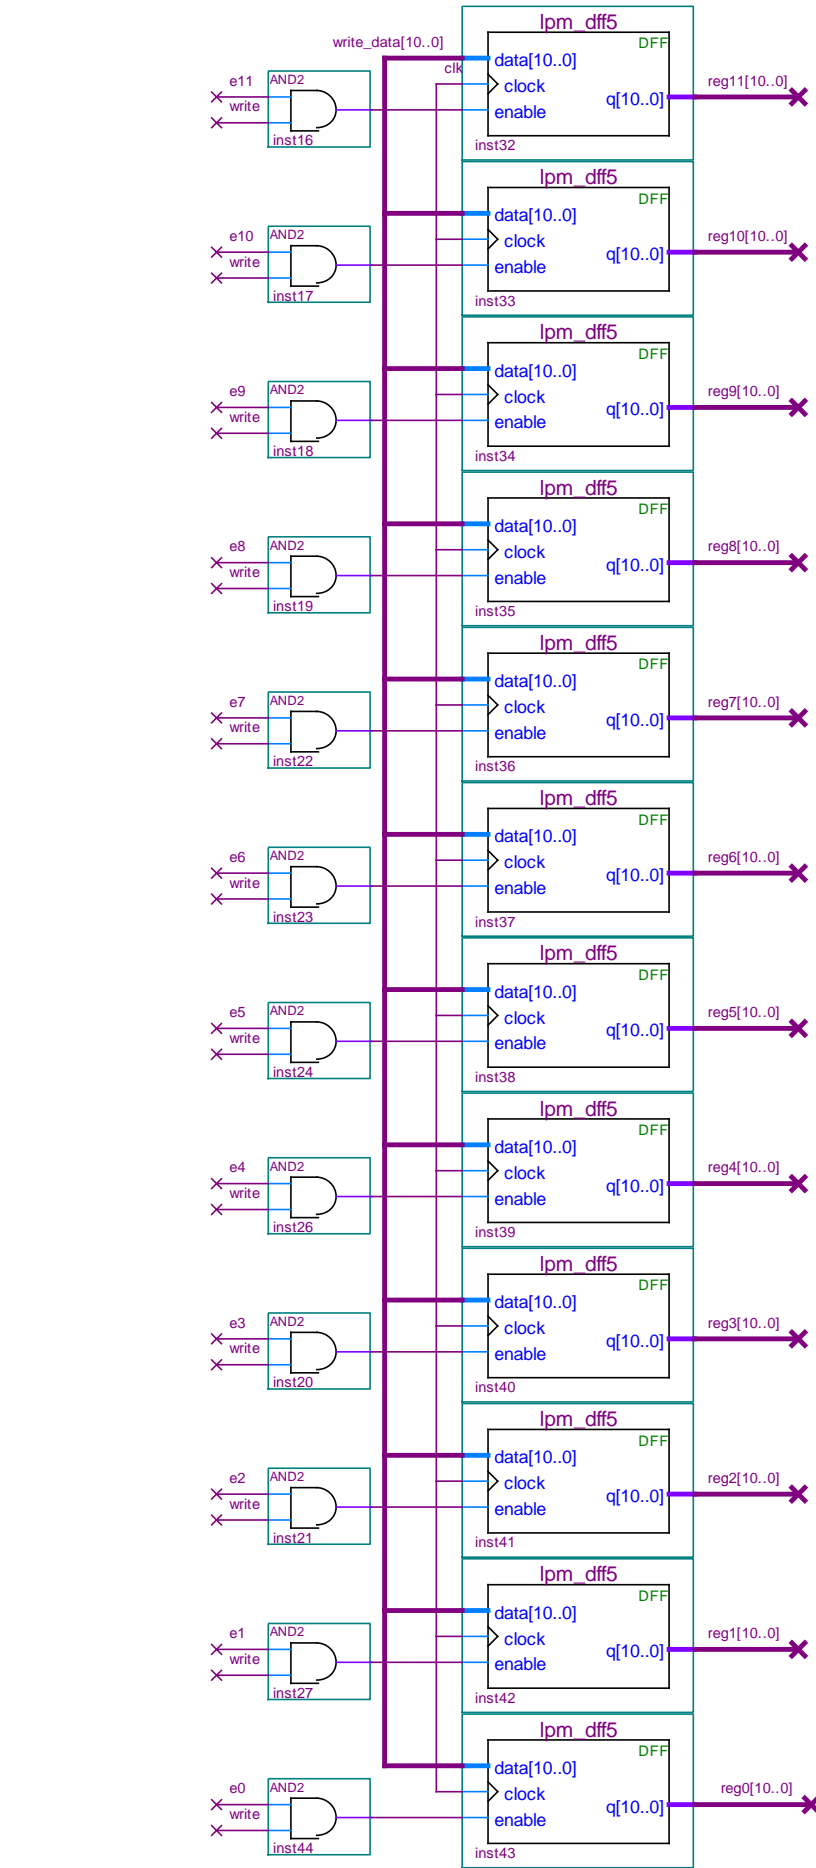 lpm_dff5
DFF
write_data[10..0]
data[10..0]
clk
clock
e11
AND2
write
enable
q[10..0]
reg11[10..0]
inst16
inst32
lpm_dff5
DFF
data[10..0]
clock
e10
AND2
write
enable
q[10..0]
reg10[10..0]
inst17
inst33
lpm_dff5
DFF
data[10..0]
clock
e9
AND2
write
enable
q[10..0]
reg9[10..0]
inst18
inst34
lpm_dff5
DFF
data[10..0]
clock
e8
AND2
write
enable
q[10..0]
reg8[10..0]
inst19
inst35
lpm_dff5
DFF
data[10..0]
clock
e7
AND2
write
enable
q[10..0]
reg7[10..0]
inst22
inst36
lpm_dff5
DFF
data[10..0]
clock
e6
AND2
write
enable
q[10..0]
reg6[10..0]
inst23
inst37
lpm_dff5
DFF
data[10..0]
clock
e5
AND2
write
enable
q[10..0]
reg5[10..0]
inst24
inst38
lpm_dff5
DFF
data[10..0]
clock
e4
AND2
write
enable
q[10..0]
reg4[10..0]
inst26
inst39
lpm_dff5
DFF
data[10..0]
clock
e3
AND2
write
enable
q[10..0]
reg3[10..0]
inst20
inst40
lpm_dff5
DFF
data[10..0]
clock
e2
AND2
write
enable
q[10..0]
reg2[10..0]
inst21
inst41
lpm_dff5
DFF
data[10..0]
clock
e1
AND2
write
enable
q[10..0]
reg1[10..0]
inst27
inst42
lpm_dff5
DFF
data[10..0]
clock
e0
AND2
write
enable
q[10..0]
reg0[10..0]
inst44
inst43